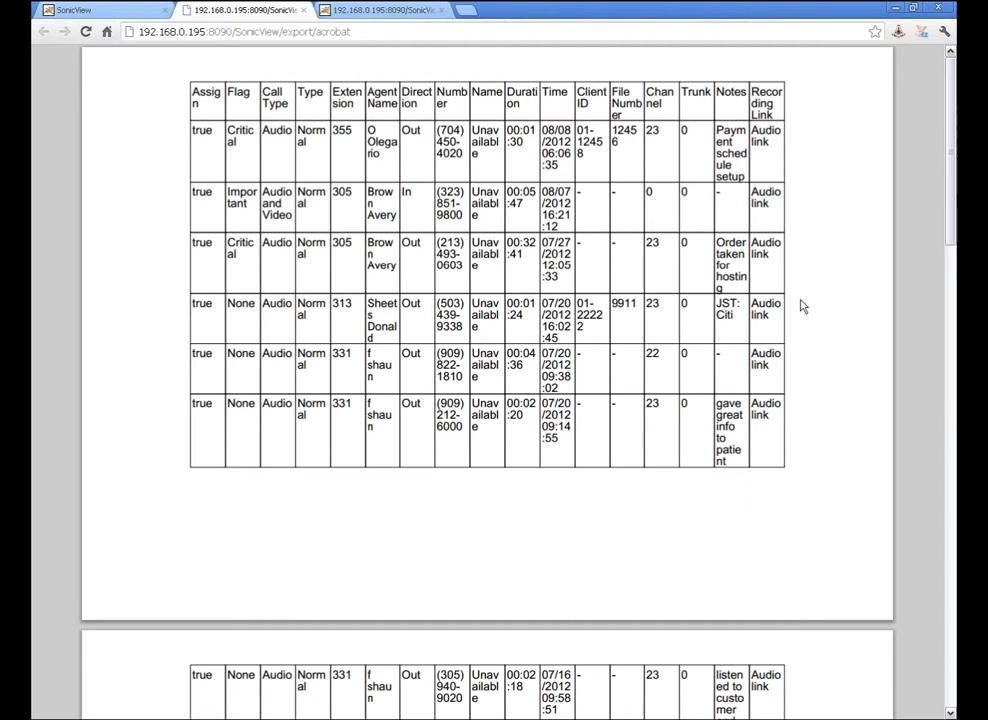 SonicView
192.168.0.195:8090/SonicVi
192.168.0.195:8090/SonicVi
192.168.0.195:8090/SonicView/export/acrobat
Assig
n
Flag
Call
Type
Type
Exten
sion
Agent
Name
Direct
ion
Numb
er
Name
Durati
on
Time
Client
ID
File
Numb
er
Chan
nel
Trunk
Notes
Recor
ding
Link
true
Critic
al
Audio
Norm
al
355
O
Olega
rio
Out
(704)
450-
4020
Unav
ailabl
e
00:01
:30
08/08
/2012
06:06
:35
01-
1245
8
1245
6
23
0
Paym
ent
sched
ule
setup
Audio
link
true
Impor
tant
Audio
and
Video
Norm
al
305
Brow
n
Avery
In
(323)
851-
9800
Unav
ailabl
e
00:05
:47
08/07
/2012
16:21
:12
-
-
0
0
-
Audio
link
true
Critic
al
Audio
Norm
al
305
Brow
n
Avery
Out
(213)
493-
0603
Unav
ailabl
e
00:32
:41
07/27
/2012
12:05
:33
-
-
23
0
Order
taken
for
hostin
g
Audio
link
true
None
Audio
Norm
al
313
Sheet
s
Donal
d
Out
(503)
439-
9338
Unav
ailabl
e
00:01
:24
07/20
/2012
16:02
:45
01-
2222
2
9911
23
0
JST:
Citi
Audio
link
true
None
Audio
Norm
al
331
f
shau
n
Out
(909)
822-
1810
Unav
ailabl
e
00:04
:36
07/20
/2012
09:38
:02
-
-
22
0
-
Audio
link
true
None
Audio
Norm
al
331
f
shau
n
Out
(909)
212-
6000
Unav
ailabl
e
00:02
:20
07/20
/2012
09:14
:55
-
-
23
0
gave
great
info
to
patie
nt
Audio
link
true
None
Audio
Norm
al
331
f
shau
n
Out
(305)
940-
9020
Unav
ailabl
e
00:02
:18
07/16
/2012
09:58
:51
-
-
23
0
listen
ed to
custo
mer
Audio
link